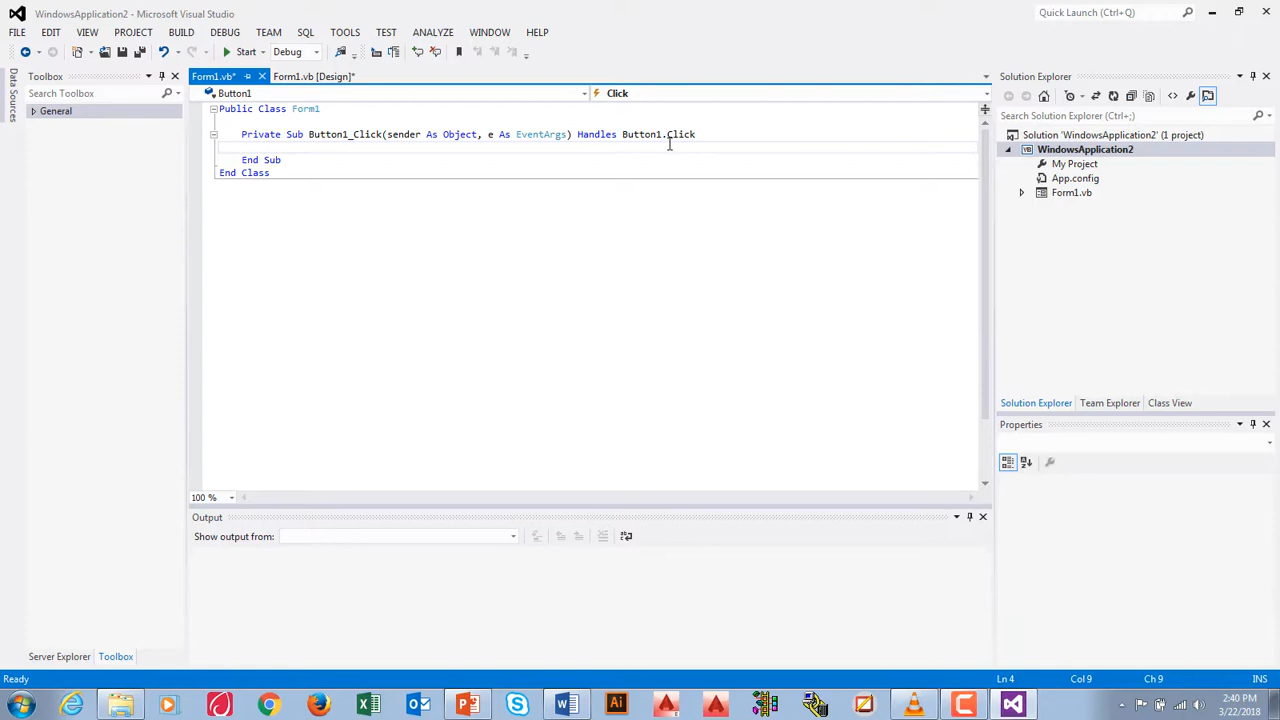 WindowsApplication2 - Microsoft Visual Studio
Quick Launch (Ctrl+Q)
FILE EDIT VIEW PROJECT BUILD DEBUG TEAM SQL TOOLS TEST ANALYZE WINDOW HELP
Start Debug
Data Sources
Toolbox
Search Toolbox
General
Form1.vb* Form1.vb [Design]*
Button1 Click
Public Class Form1
Private Sub Button1_Click(sender As Object, e As EventArgs) Handles Button1.Click
End Sub
End Class
100 %
Output
Show output from:
Solution Explorer
Search Solution Explorer (Ctrl+;)
Solution 'WindowsApplication2' (1 project)
VB WindowsApplication2
My Project
App.config
Form1.vb
Solution Explorer Team Explorer Class View
Properties
Server Explorer Toolbox
Ready Ln 4 Col 9 Ch 9 INS
Ai
2:40 PM
3/22/2018